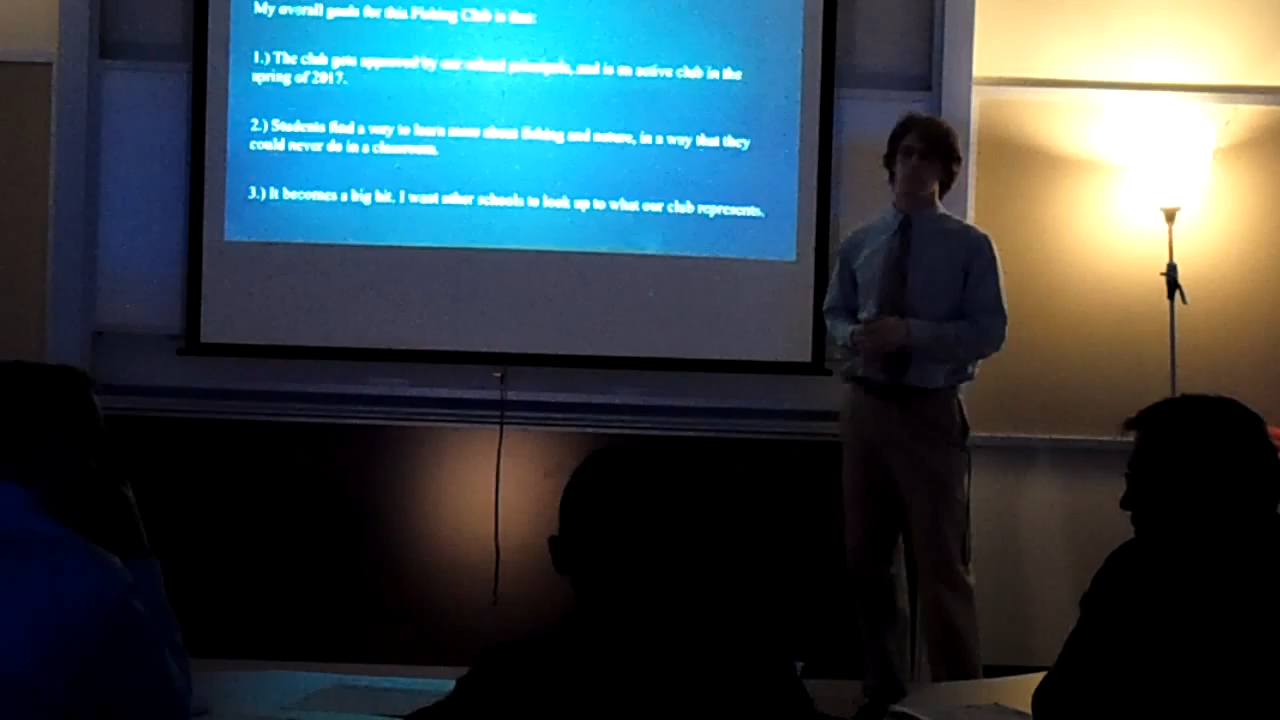 My overall goals for this Fishing Club is that:
1.) The club gets approved by our school principals, and is an active club in the
spring of 2017.
2.) Students find a way to learn more about fishing and nature, in a way that they
could never do in a classroom.
3.) It becomes a big hit. I want other schools to look up to what our club represents.